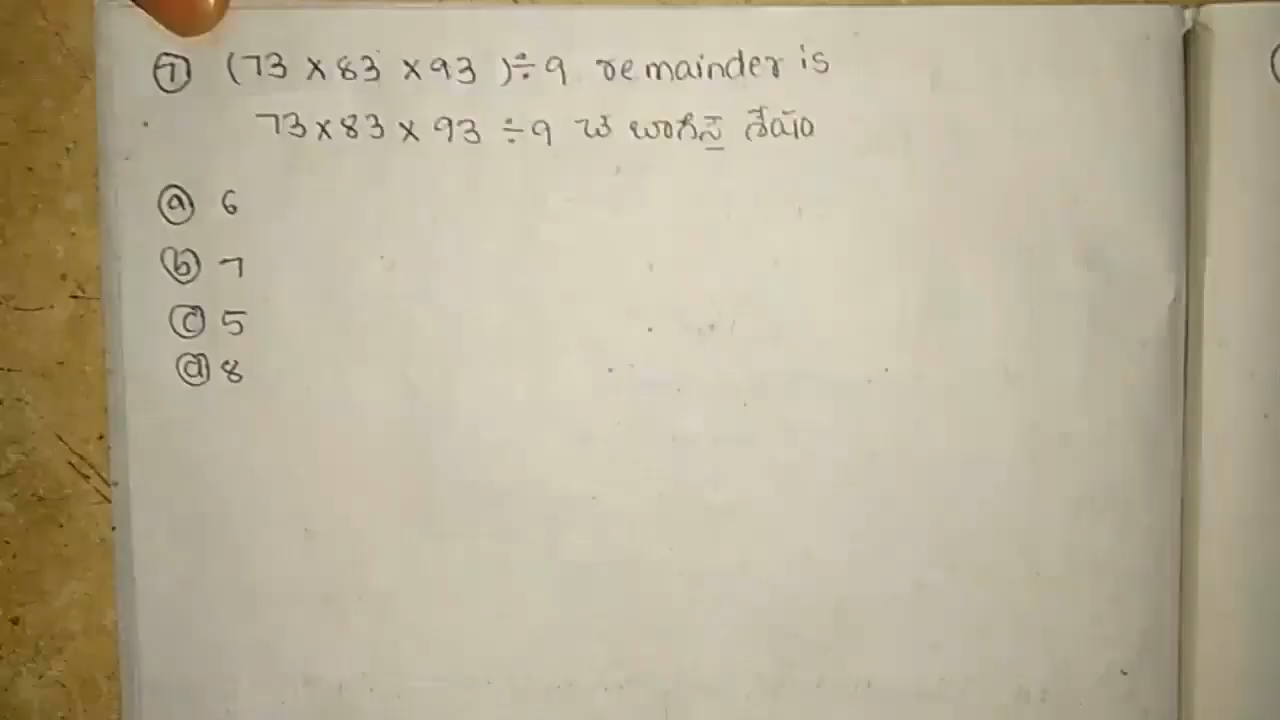 ⑦ (73 × 83 × 93) ÷ 9 remainder is
73 × 83 × 93 ÷ 9 చే
ⓐ 6
ⓑ 7
ⓒ 5
ⓓ 8